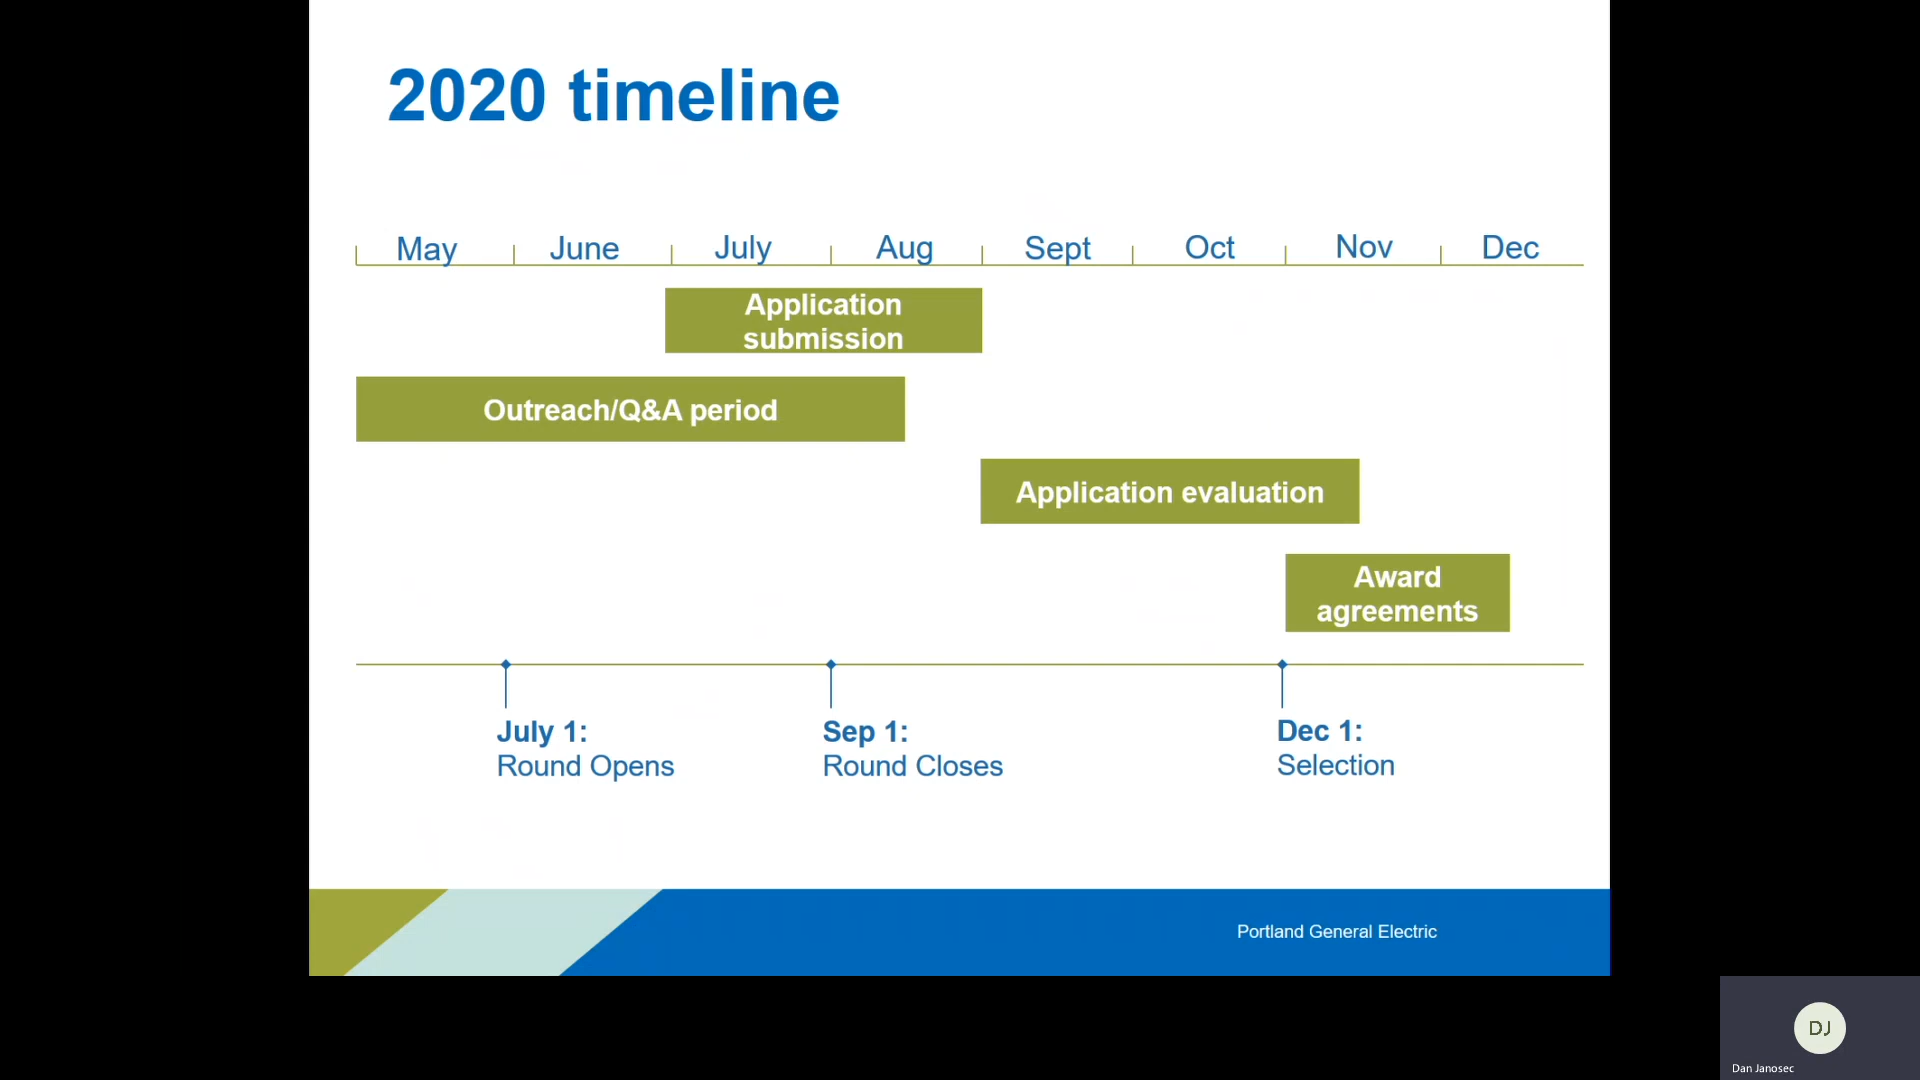 2020 timeline
May June July Aug Sept Oct Nov Dec
Application
submission
Outreach/Q&A period
Application evaluation
Award
agreements
July 1:
Round Opens
Sep 1:
Round Closes
Dec 1:
Selection
Portland General Electric
DJ
Dan Janosec